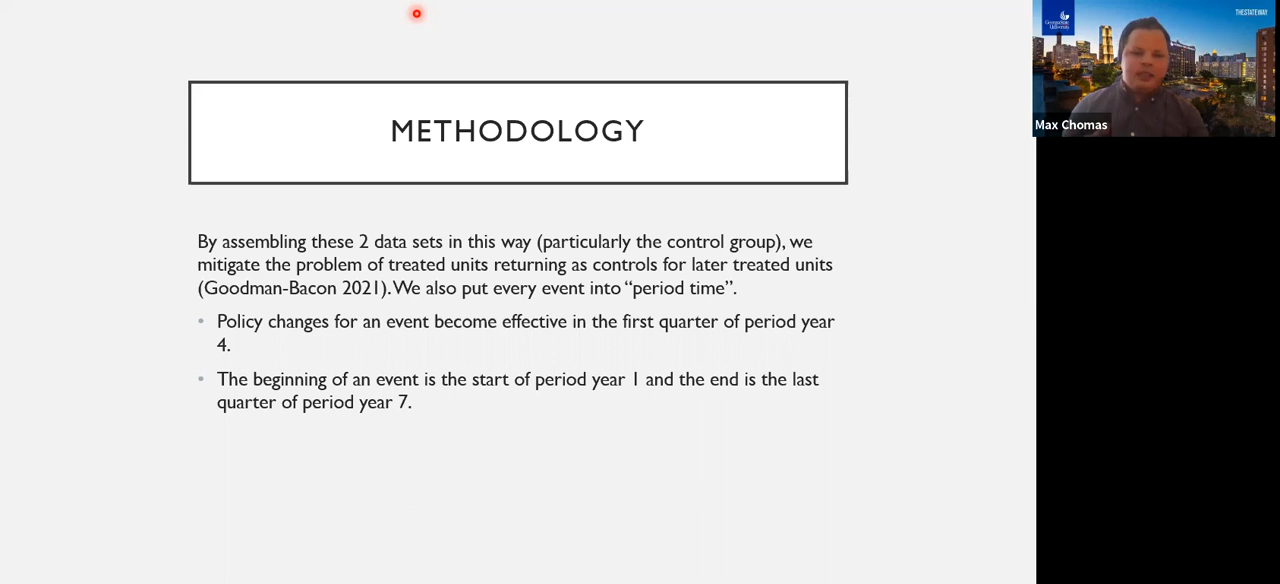 METHODOLOGY
By assembling these 2 data sets in this way (particularly the control group), we
mitigate the problem of treated units returning as controls for later treated units
(Goodman-Bacon 2021). We also put every event into “period time”.
• Policy changes for an event become effective in the first quarter of period year
4.
• The beginning of an event is the start of period year 1 and the end is the last
quarter of period year 7.
GeorgiaState
University
THESTATEWAY
Max Chomas